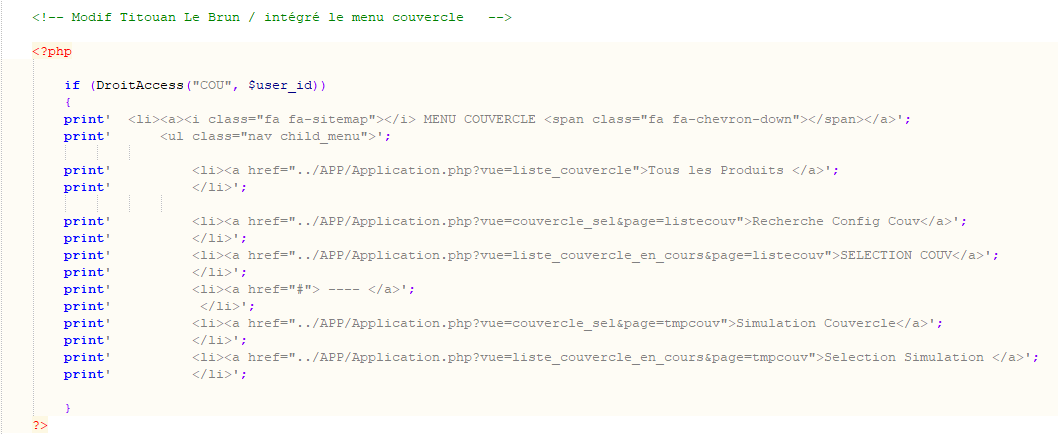 <!-- Modif Titouan Le Brun / intégré le menu couvercle   -->
<?php
if (DroitAccess("COU", $user_id))
{
print'  <li><a><i class="fa fa-sitemap"></i> MENU COUVERCLE <span class="fa fa-chevron-down"></span></a>';
print'      <ul class="nav child_menu">';
print'          <li><a href="../APP/Application.php?vue=liste_couvercle">Tous les Produits </a>';
print'          </li>';
print'          <li><a href="../APP/Application.php?vue=couvercle_sel&page=listecouv">Recherche Config Couv</a>';
print'          </li>';
print'          <li><a href="../APP/Application.php?vue=liste_couvercle_en_cours&page=listecouv">SELECTION COUV</a>';
print'          </li>';
print'          <li><a href="#"> ---- </a>';
print'           </li>';
print'          <li><a href="../APP/Application.php?vue=couvercle_sel&page=tmpcouv">Simulation Couvercle</a>';
print'          </li>';
print'          <li><a href="../APP/Application.php?vue=liste_couvercle_en_cours&page=tmpcouv">Selection Simulation </a>';
print'          </li>';
}
?>